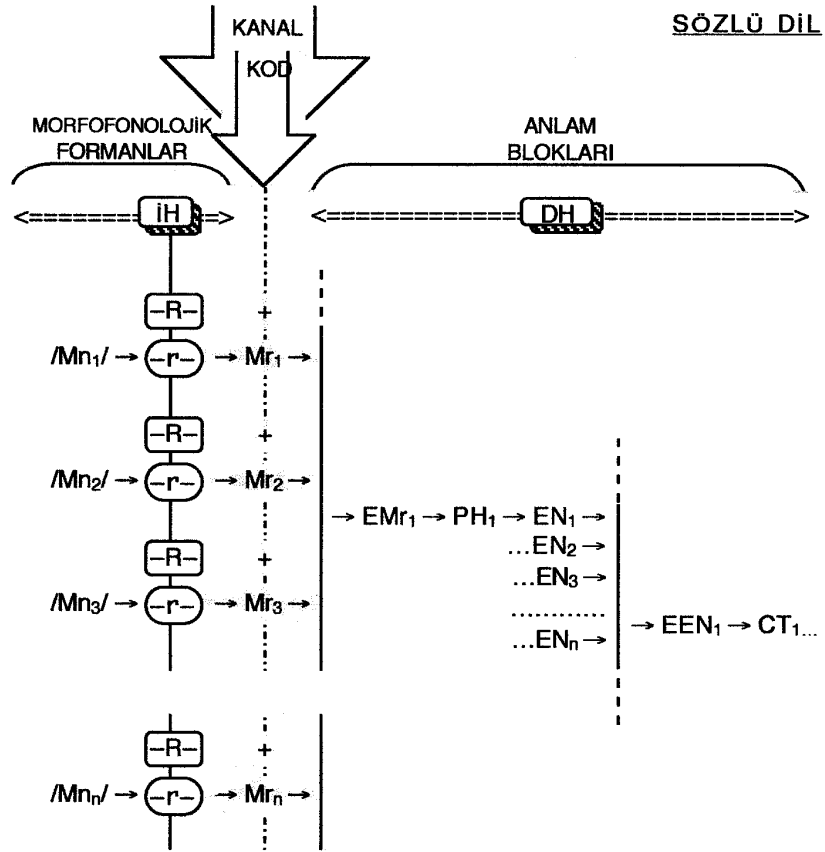 SÖZLÜ DİL
KANAL
KOD
MORFOFONOLOJİK
FORMANLAR
ANLAM
BLOKLARI
<==== İH ==>
<============ DH ============>
–R– +
/Mn₁/ → –r– → Mr₁ →
–R– +
/Mn₂/ → –r– → Mr₂ →
→ EMr₁ → PH₁ → EN₁ →
...EN₂ →
–R– +
...EN₃ →
/Mn₃/ → –r– → Mr₃ →
............
→ EEN₁ → CT₁...
...ENₙ →
–R– +
/Mnₙ/ → –r– → Mrₙ →